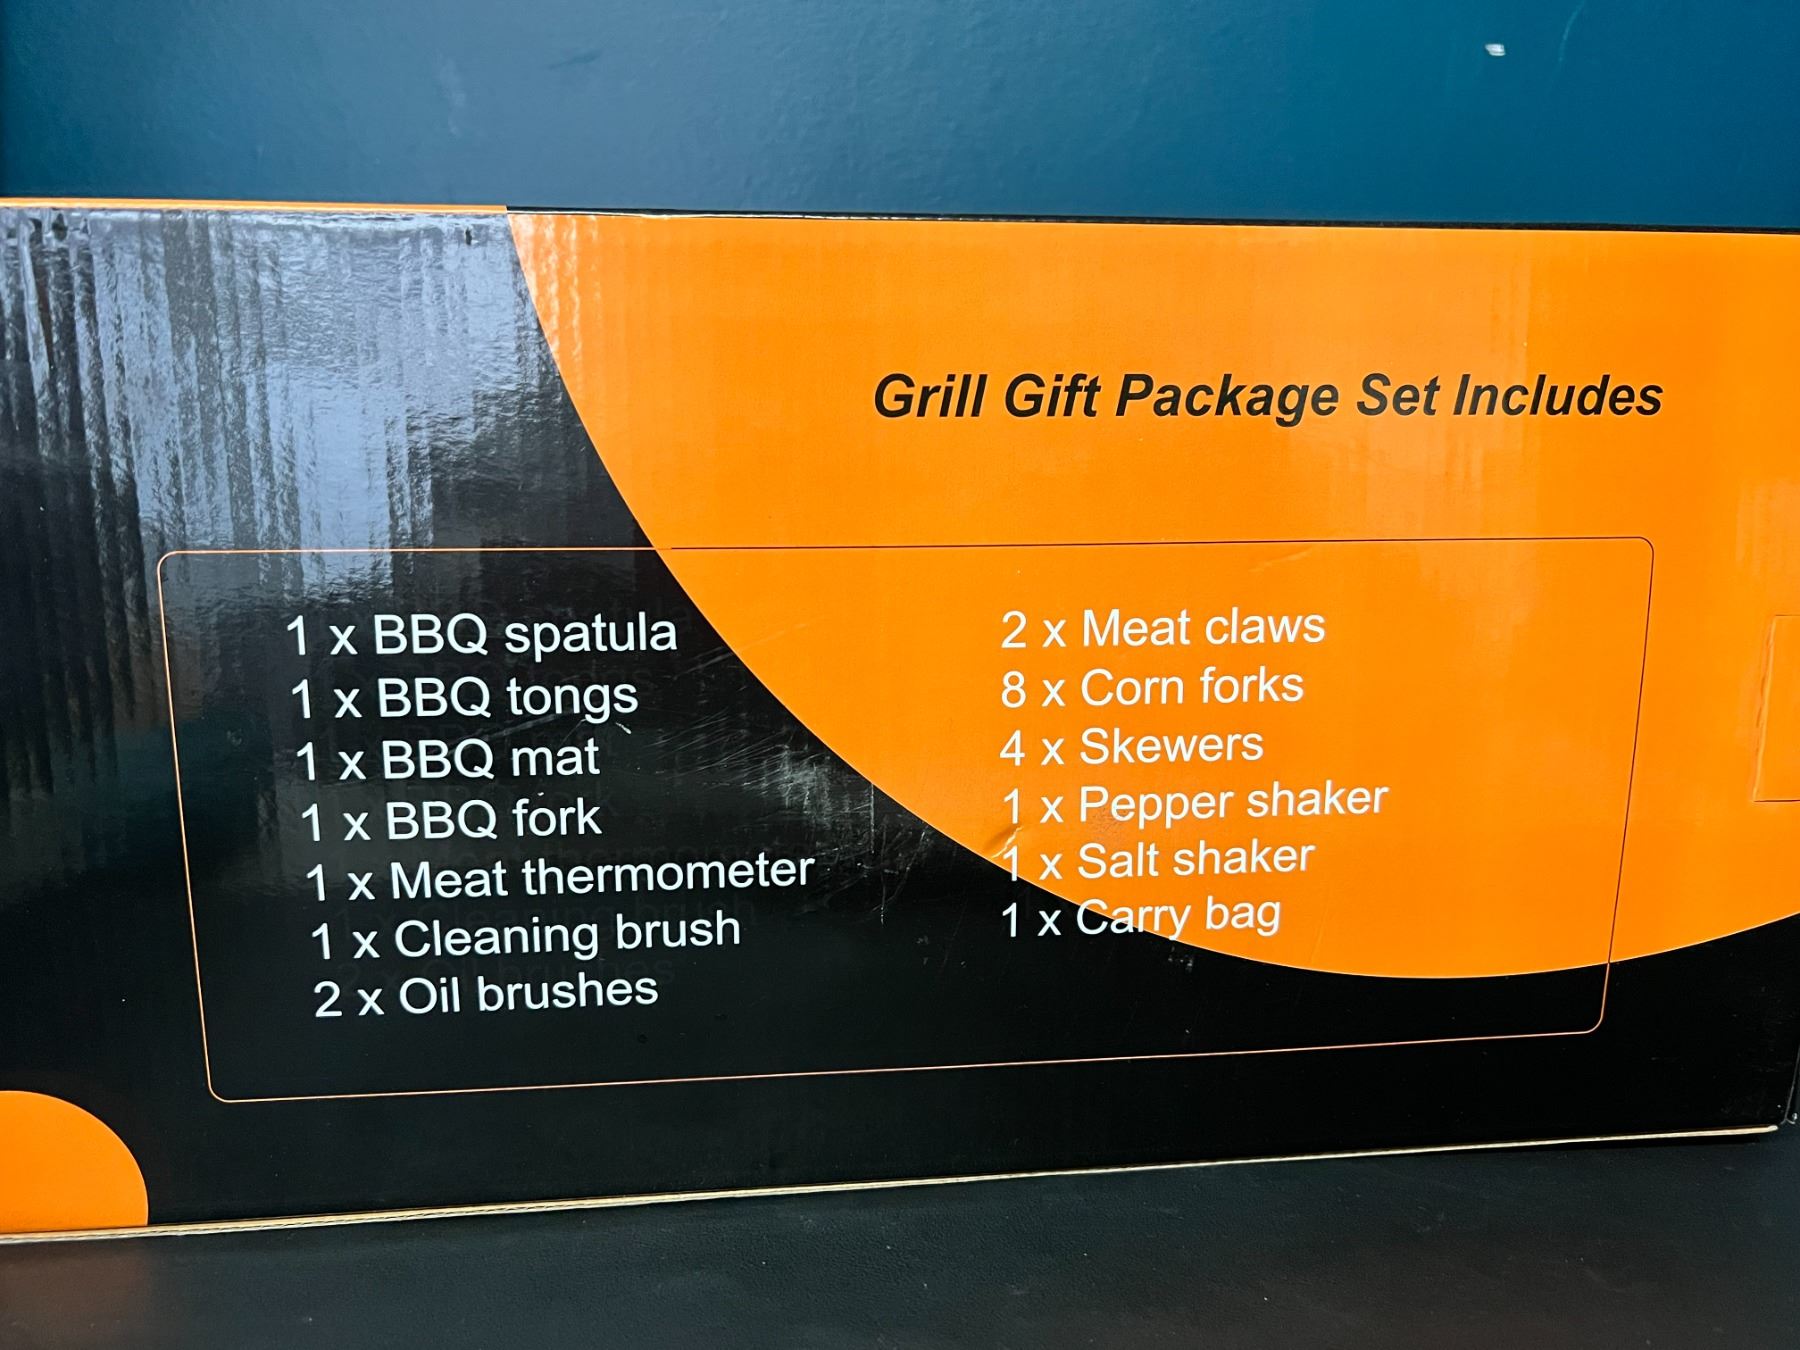 Grill Gift Package Set Includes
1 x BBQ spatula
1 x BBQ tongs
1 x BBQ mat
1 x BBQ fork
1 x Meat thermometer
1 x Cleaning brush
2 x Oil brushes
2 x Meat claws
8 x Corn forks
4 x Skewers
1 x Pepper shaker
1 x Salt shaker
1 x Carry bag